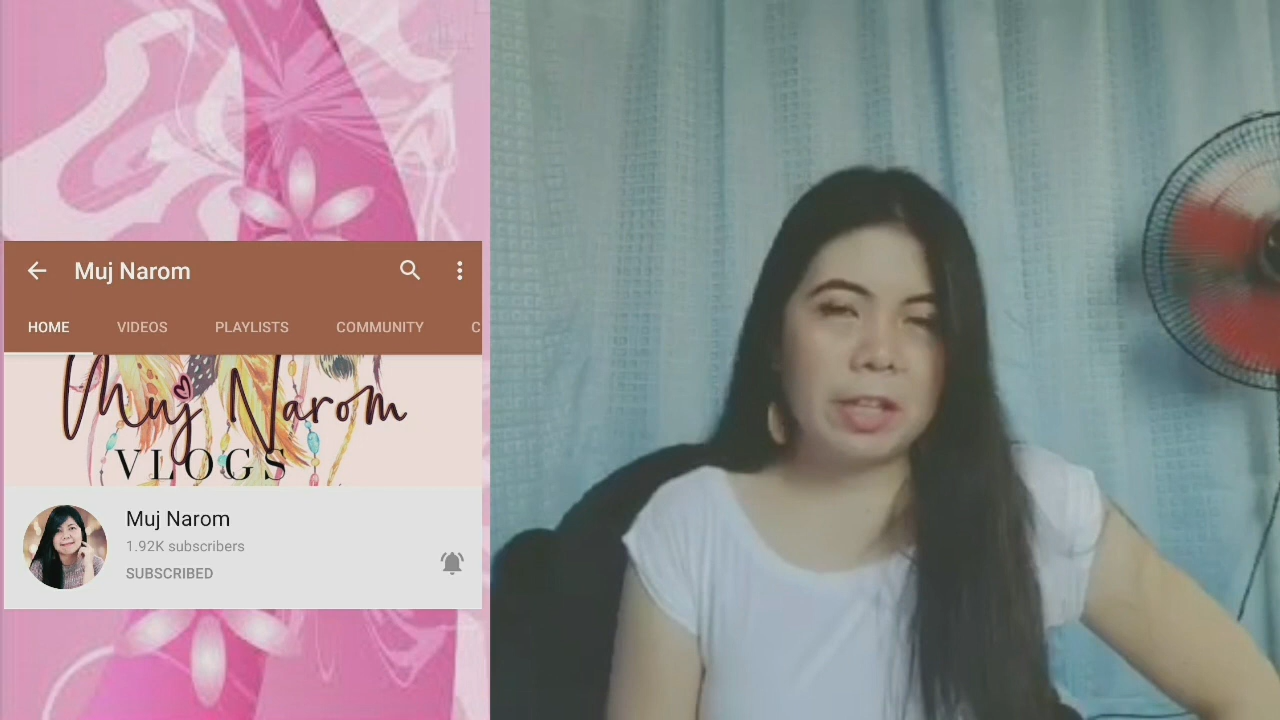 Muj Narom
HOME VIDEOS PLAYLISTS COMMUNITY C
Muj Narom
VLOGS
Muj Narom
1.92K subscribers
SUBSCRIBED